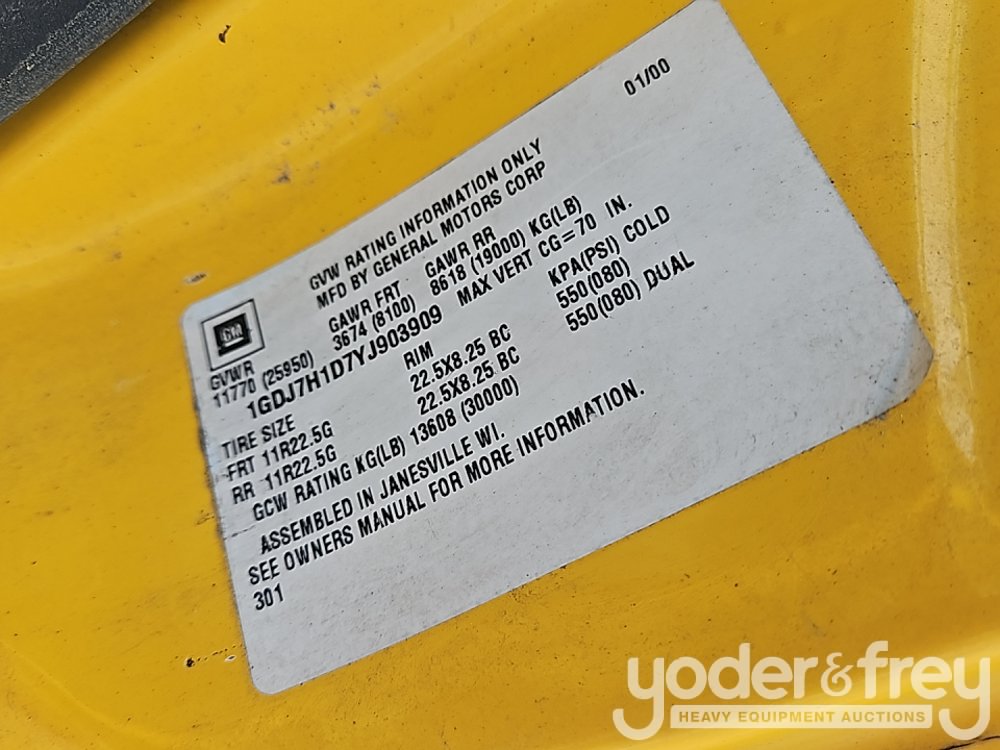 01/00
GVW RATING INFORMATION ONLY
MFD BY GENERAL MOTORS CORP
GM
GVWR GAWR FRT GAWR RR
11770 (25950) 3674 (8100) 8618 (19000) KG(LB)
1GDJ7H1D7YJ903909 MAX VERT CG=70 IN.
TIRE SIZE RIM KPA(PSI) COLD
FRT 11R22.5G 22.5X8.25 BC 550(080)
RR 11R22.5G 22.5X8.25 BC 550(080) DUAL
GCW RATING KG(LB) 13608 (30000)
ASSEMBLED IN JANESVILLE WI.
SEE OWNERS MANUAL FOR MORE INFORMATION.
301
yoder&frey
HEAVY EQUIPMENT AUCTIONS